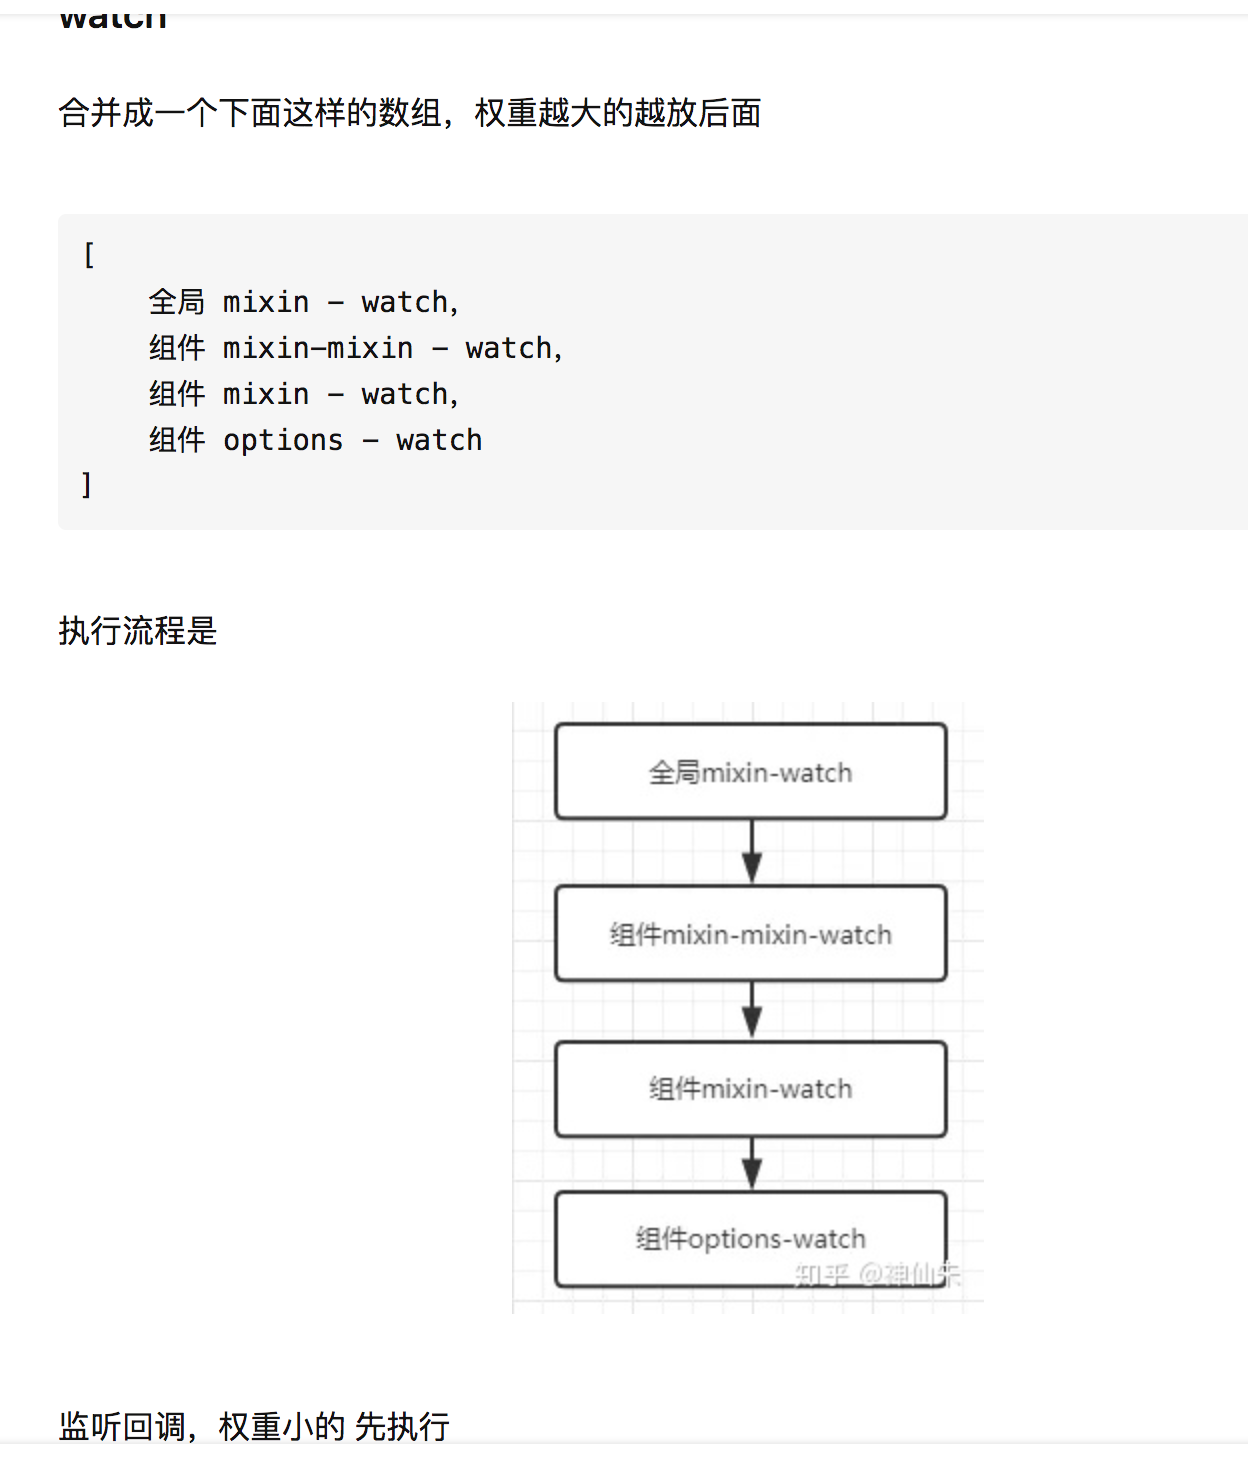 watch
合并成一个下面这样的数组，权重越大的越放后面
[
全局 mixin - watch,
组件 mixin-mixin - watch,
组件 mixin - watch,
组件 options - watch
]
执行流程是
全局mixin-watch
组件mixin-mixin-watch
组件mixin-watch
组件options-watch
知乎 @神仙朱
监听回调，权重小的 先执行